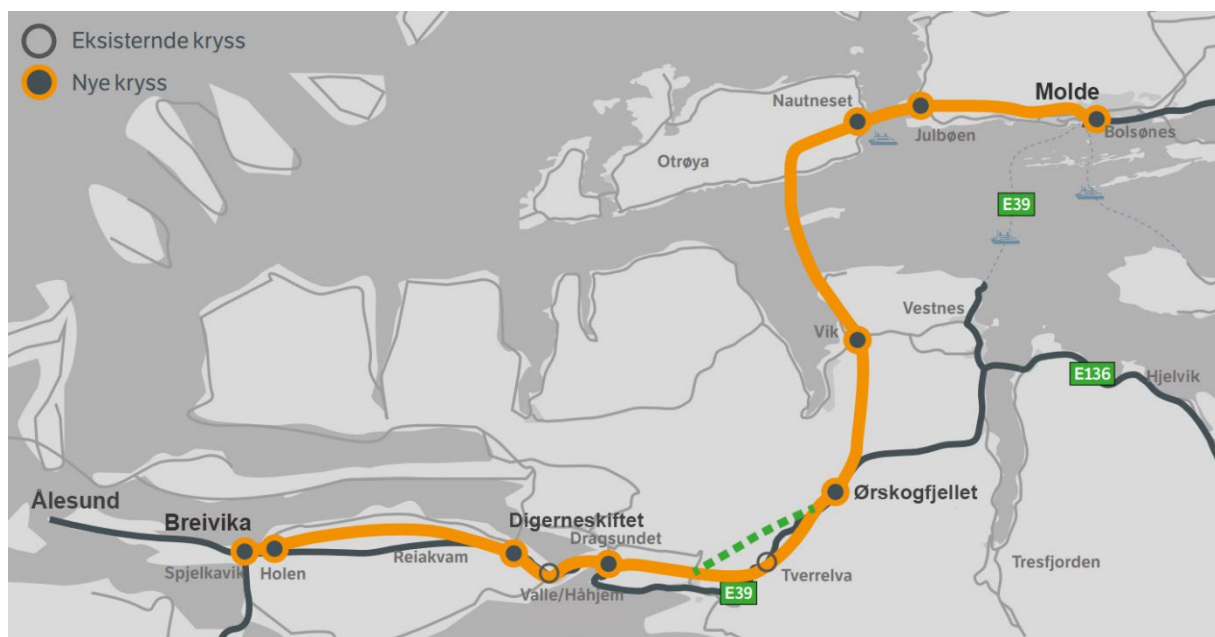 Eksisternde kryss
Nye kryss
Nautneset
Molde
Julbøen
Bolsønes
Otrøya
E39
Vestnes
Vik
E136
Hjelvik
Ålesund
Breivika
Digerneskiftet
Ørskogfjellet
Dragsundet
Spjelkavik
Holen
Reiakvam
Valle/Håhjem
E39
Tverrelva
Tresfjorden